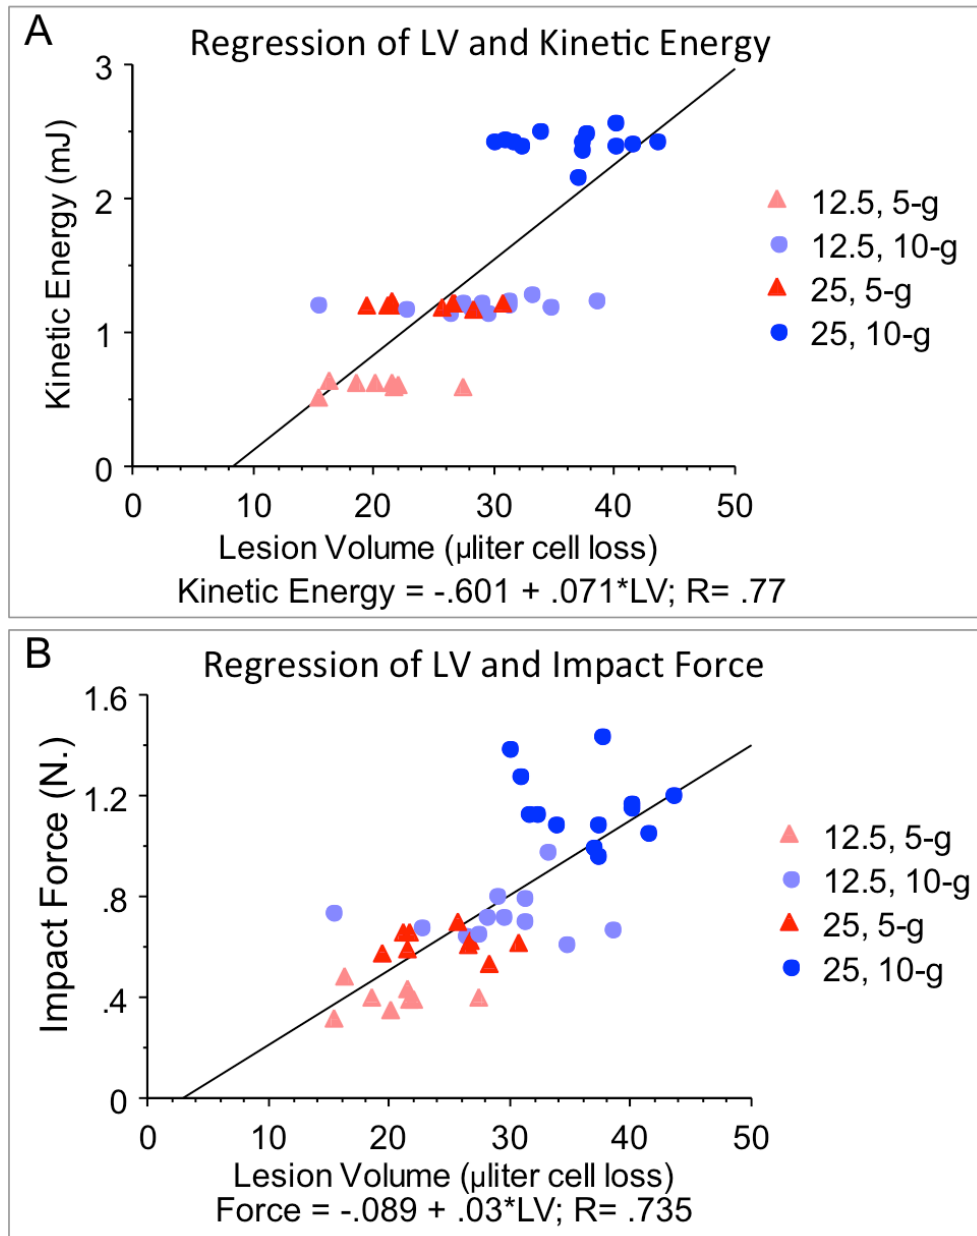 A
Regression of LV and Kinetic Energy
3
2
1
0
Kinetic Energy (mJ)
0 10 20 30 40 50
Lesion Volume (µliter cell loss)
Kinetic Energy = -.601 + .071*LV; R= .77
12.5, 5-g
12.5, 10-g
25, 5-g
25, 10-g
B
Regression of LV and Impact Force
1.6
1.2
.8
.4
0
Impact Force (N.)
0 10 20 30 40 50
Lesion Volume (µliter cell loss)
Force = -.089 + .03*LV; R= .735
12.5, 5-g
12.5, 10-g
25, 5-g
25, 10-g